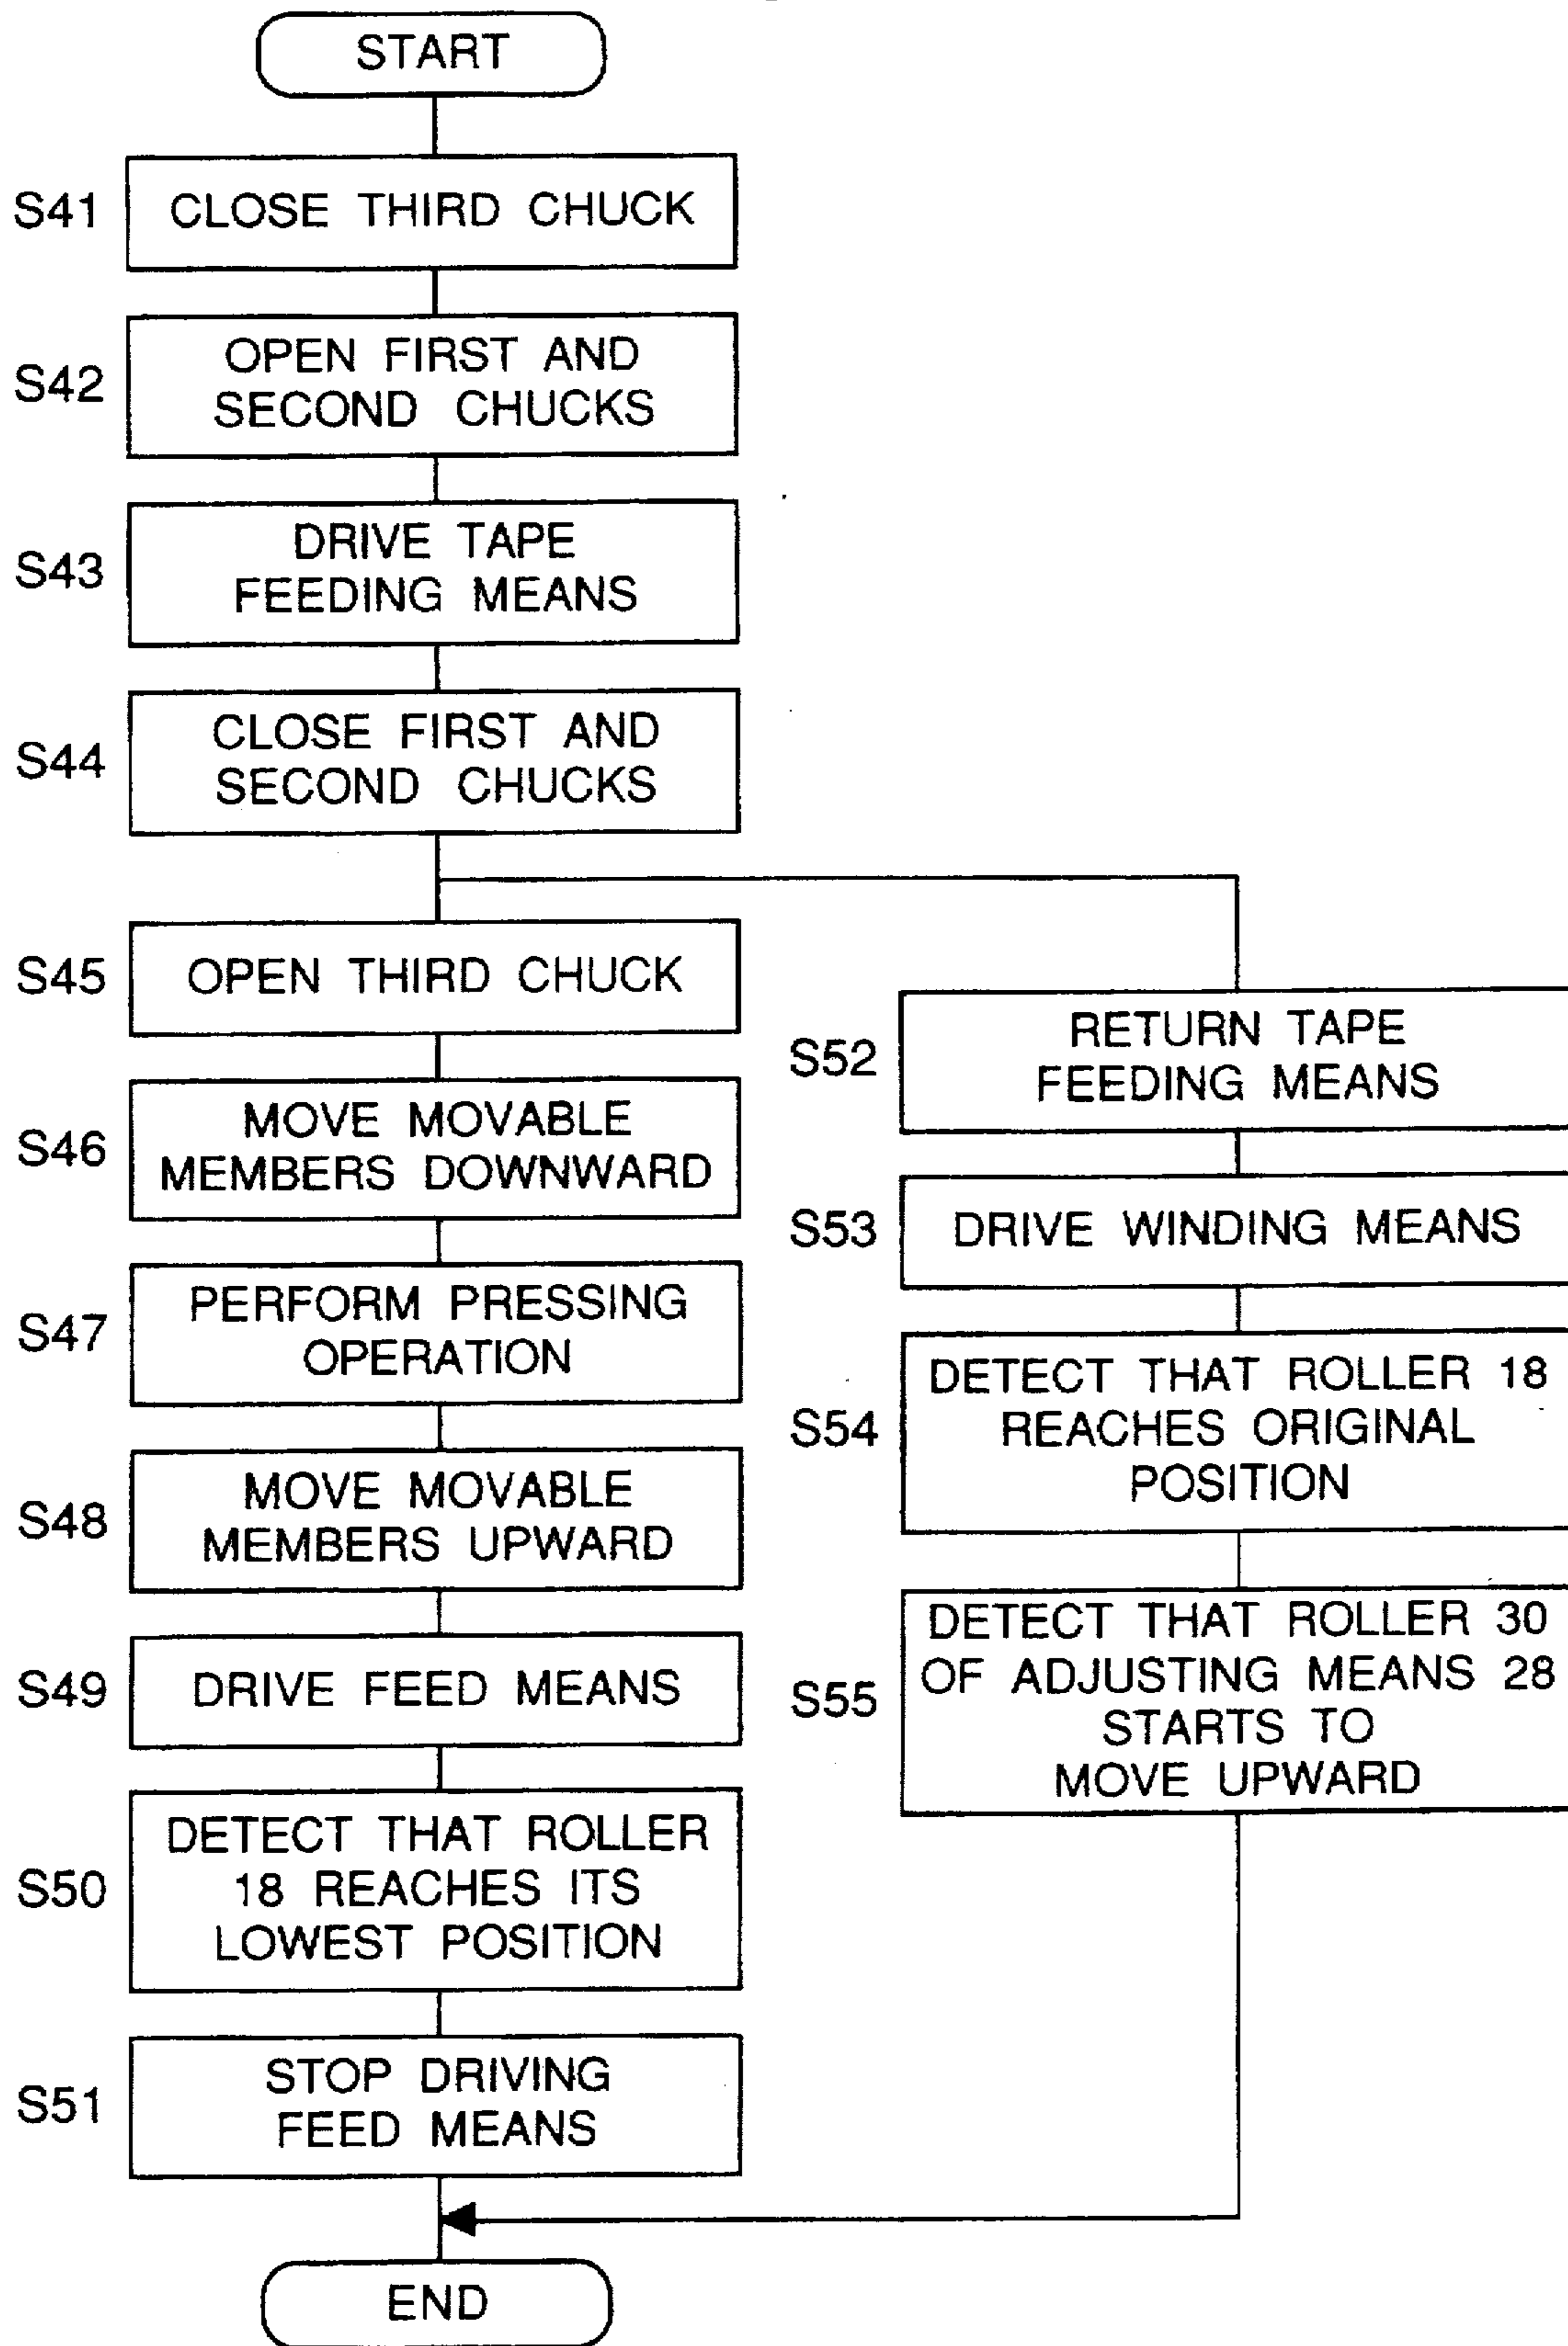 START
S41
CLOSE THIRD CHUCK
S42
OPEN FIRST AND
SECOND CHUCKS
S43
DRIVE TAPE
FEEDING MEANS
S44
CLOSE FIRST AND
SECOND CHUCKS
S45
OPEN THIRD CHUCK
S46
MOVE MOVABLE
MEMBERS DOWNWARD
S47
PERFORM PRESSING
OPERATION
S48
MOVE MOVABLE
MEMBERS UPWARD
S49
DRIVE FEED MEANS
S50
DETECT THAT ROLLER
18 REACHES ITS
LOWEST POSITION
S51
STOP DRIVING
FEED MEANS
S52
RETURN TAPE
FEEDING MEANS
S53
DRIVE WINDING MEANS
S54
DETECT THAT ROLLER 18
REACHES ORIGINAL
POSITION
S55
DETECT THAT ROLLER 30
OF ADJUSTING MEANS 28
STARTS TO
MOVE UPWARD
END